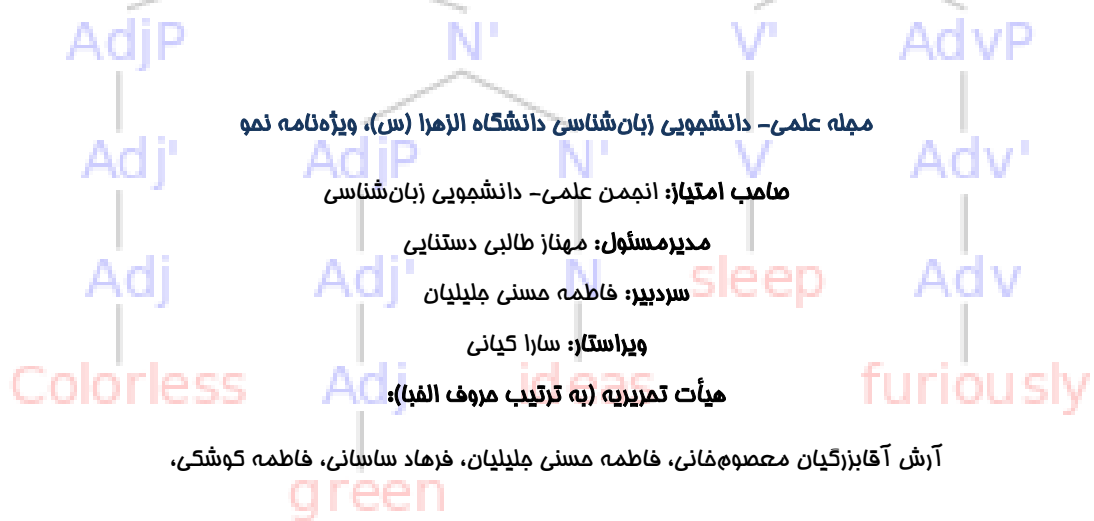 AdjP N' V' AdvP
مجله علمی- دانشجویی زبان‌شناسی دانشگاه الزهرا (س)، ویژه‌نامه نحو
Adj' AdjP N' V Adv'
صاحب امتیاز: انجمن علمی- دانشجویی زبان‌شناسی
مدیرمسئول: مهناز طالبی دستنایی
Adj Adj' N sleep Adv
سردبیر: فاطمه حسنی جلیلیان
ویراستار: سارا کیانی
Colorless Adj ideas furiously
هیأت تحریریه (به ترتیب حروف الفبا):
آرش آقابزرگیان معصوم‌خانی، فاطمه حسنی جلیلیان، فرهاد ساسانی، فاطمه کوشکی،
green